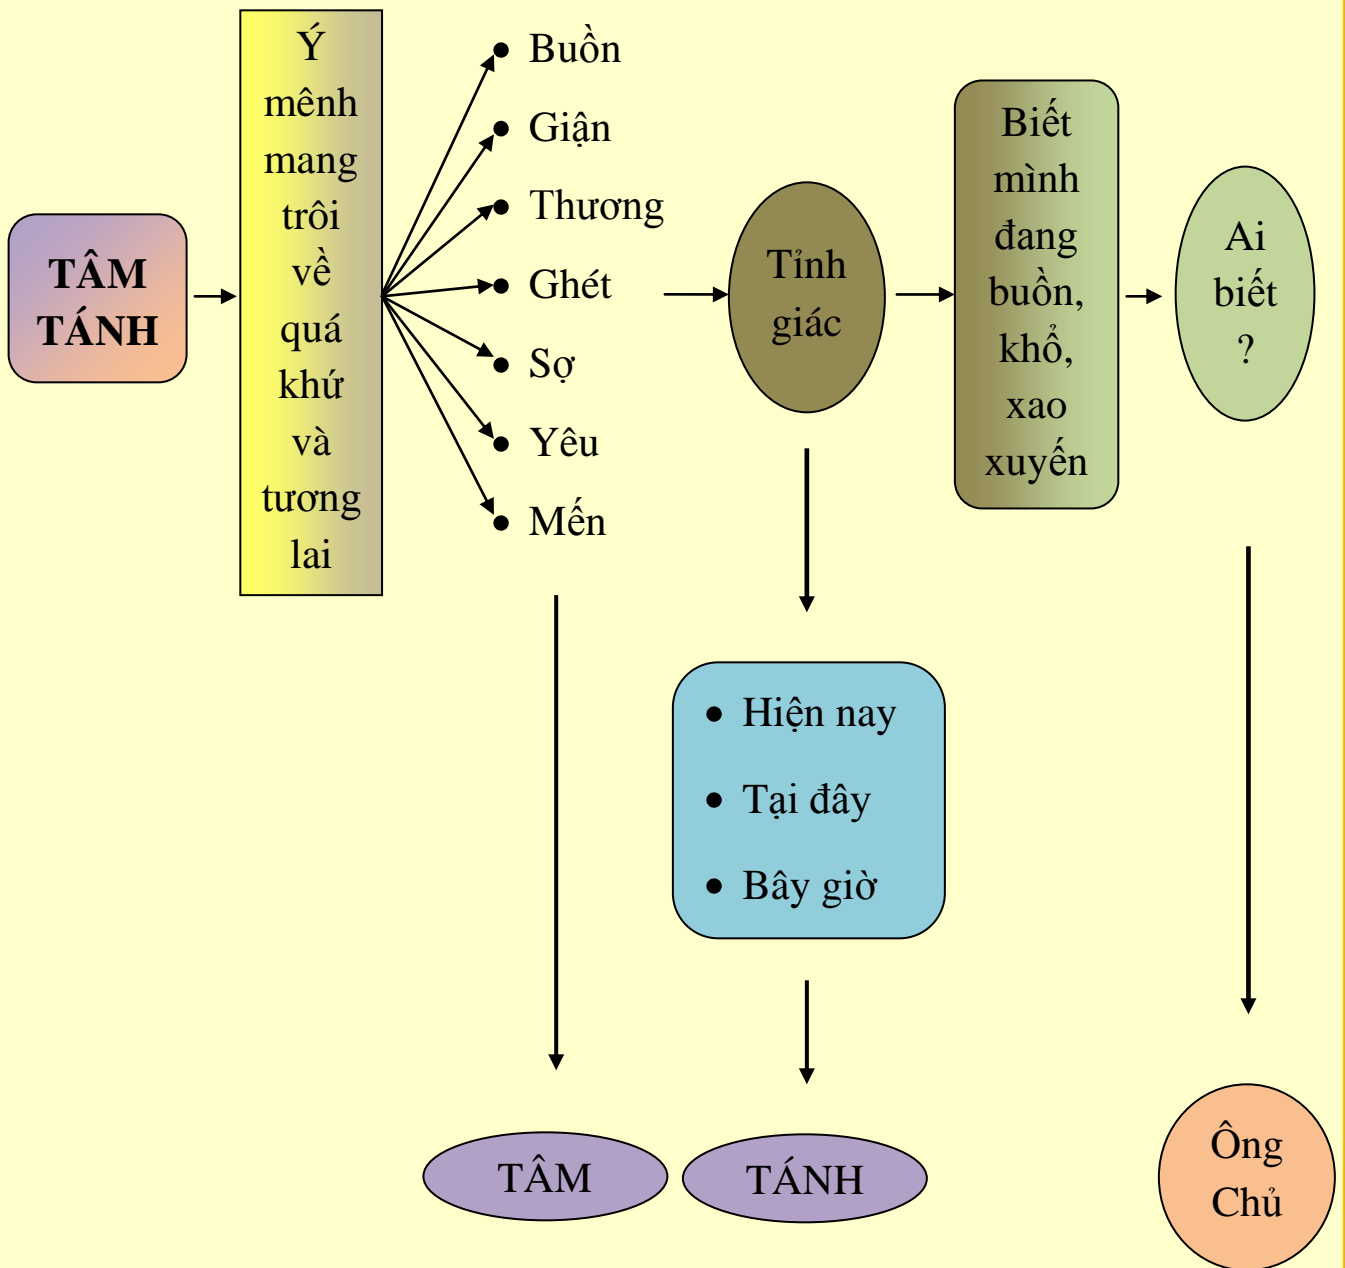 TÂM
TÁNH
Ý
mênh
mang
trôi
về
quá
khứ
và
tương
lai
• Buồn
• Giận
• Thương
• Ghét
• Sợ
• Yêu
• Mến
Tỉnh
giác
Biết
mình
đang
buồn,
khổ,
xao
xuyến
Ai
biết
?
• Hiện nay
• Tại đây
• Bây giờ
TÂM
TÁNH
Ông
Chủ